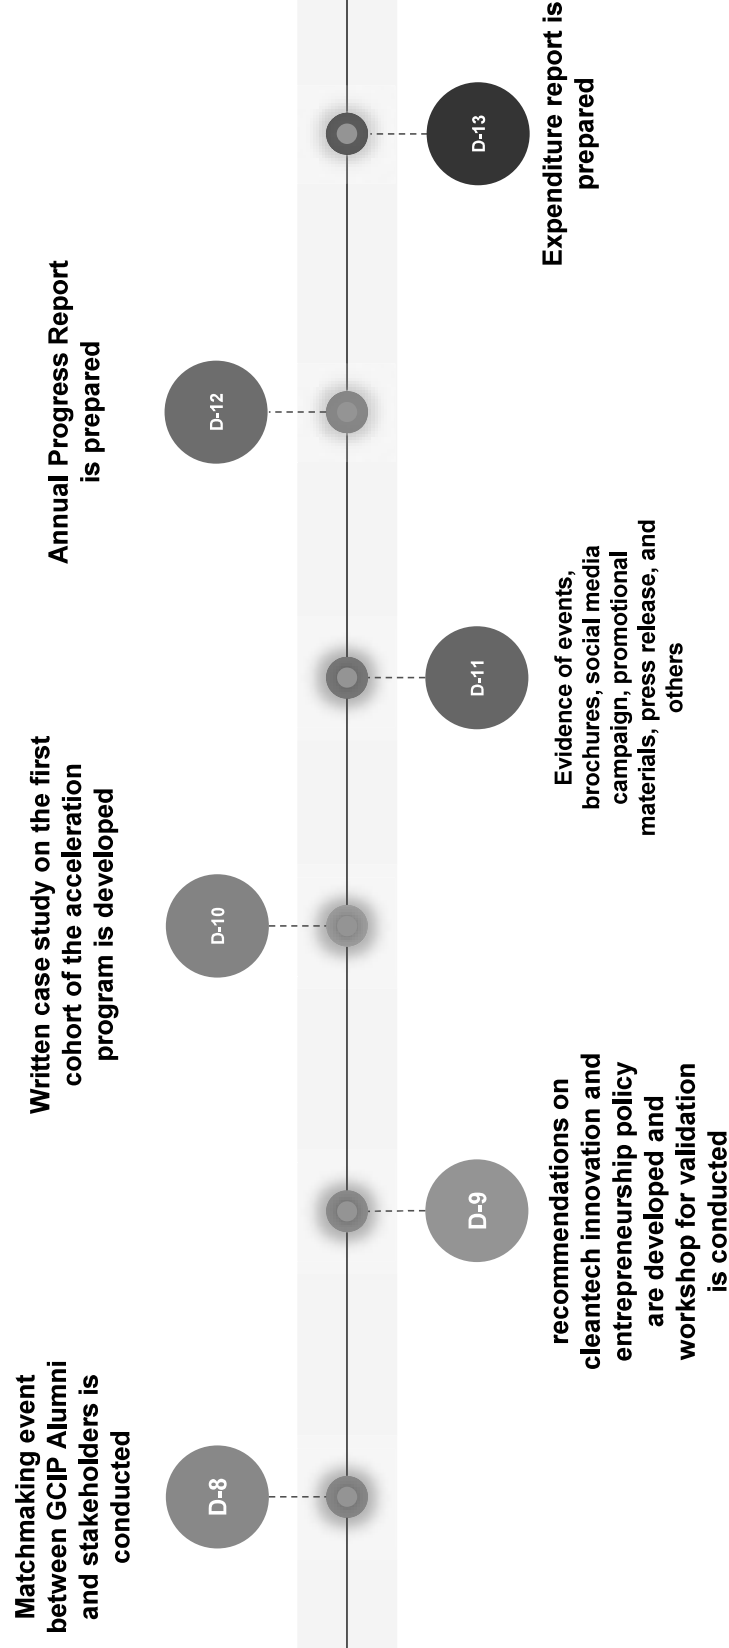 Matchmaking event
between GCIP Alumni
and stakeholders is
conducted
D-8
D-9
recommendations on
cleantech innovation and
entrepreneurship policy
are developed and
workshop for validation
is conducted
Written case study on the first
cohort of the acceleration
program is developed
D-10
D-11
Evidence of events,
brochures, social media
campaign, promotional
materials, press release, and
others
Annual Progress Report
is prepared
D-12
D-13
Expenditure report is
prepared